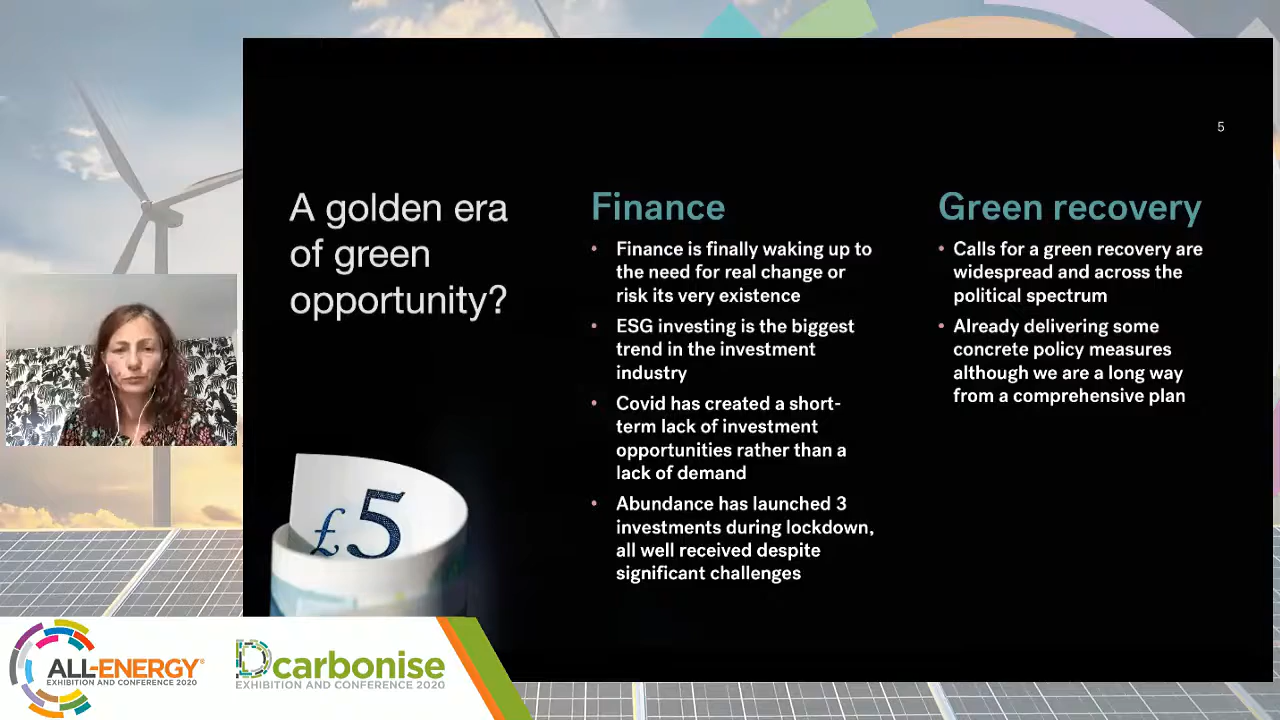 5
A golden era
of green
opportunity?
Finance
• Finance is finally waking up to
the need for real change or
risk its very existence
• ESG investing is the biggest
trend in the investment
industry
• Covid has created a short-
term lack of investment
opportunities rather than a
lack of demand
• Abundance has launched 3
investments during lockdown,
all well received despite
significant challenges
Green recovery
• Calls for a green recovery are
widespread and across the
political spectrum
• Already delivering some
concrete policy measures
although we are a long way
from a comprehensive plan
£5
ALL-ENERGY®
EXHIBITION AND CONFERENCE 2020
Dcarbonise
EXHIBITION AND CONFERENCE 2020